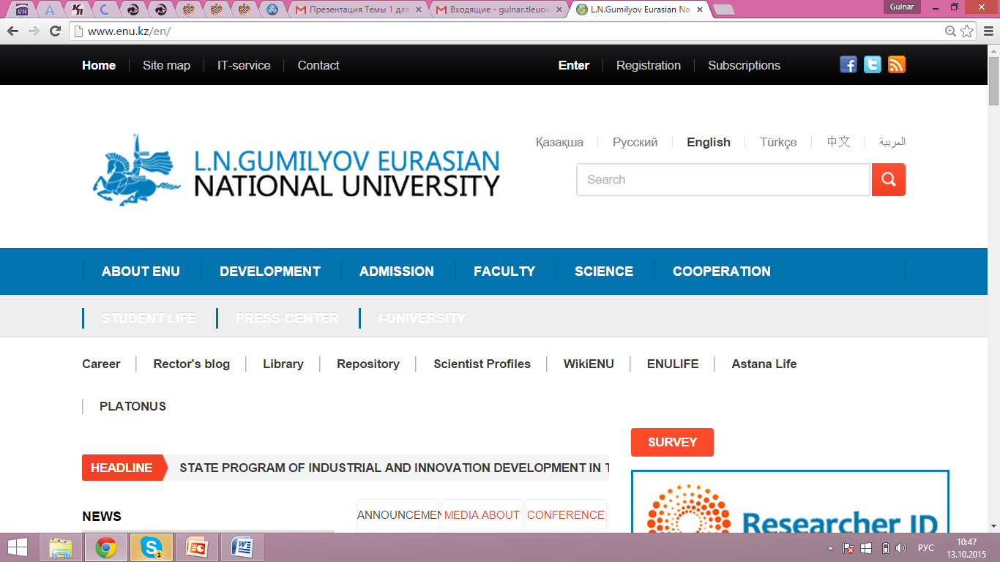 Презентация Темы 1 для
Входящие - gulnar.tleuov
L.N.Gumilyov Eurasian Na
Gulnar
www.enu.kz/en/
Home Site map IT-service Contact Enter Registration Subscriptions
Қазақша Русский English Türkçe 中文 العربية
L.N.GUMILYOV EURASIAN
NATIONAL UNIVERSITY
Search
ABOUT ENU DEVELOPMENT ADMISSION FACULTY SCIENCE COOPERATION
STUDENT LIFE PRESS-CENTER I-UNIVERSITY
Career Rector's blog Library Repository Scientist Profiles WikiENU ENULIFE Astana Life
PLATONUS
SURVEY
HEADLINE STATE PROGRAM OF INDUSTRIAL AND INNOVATION DEVELOPMENT IN T
Researcher ID
NEWS
ANNOUNCEMEN MEDIA ABOUT CONFERENCE
РУС
10:47
13.10.2015